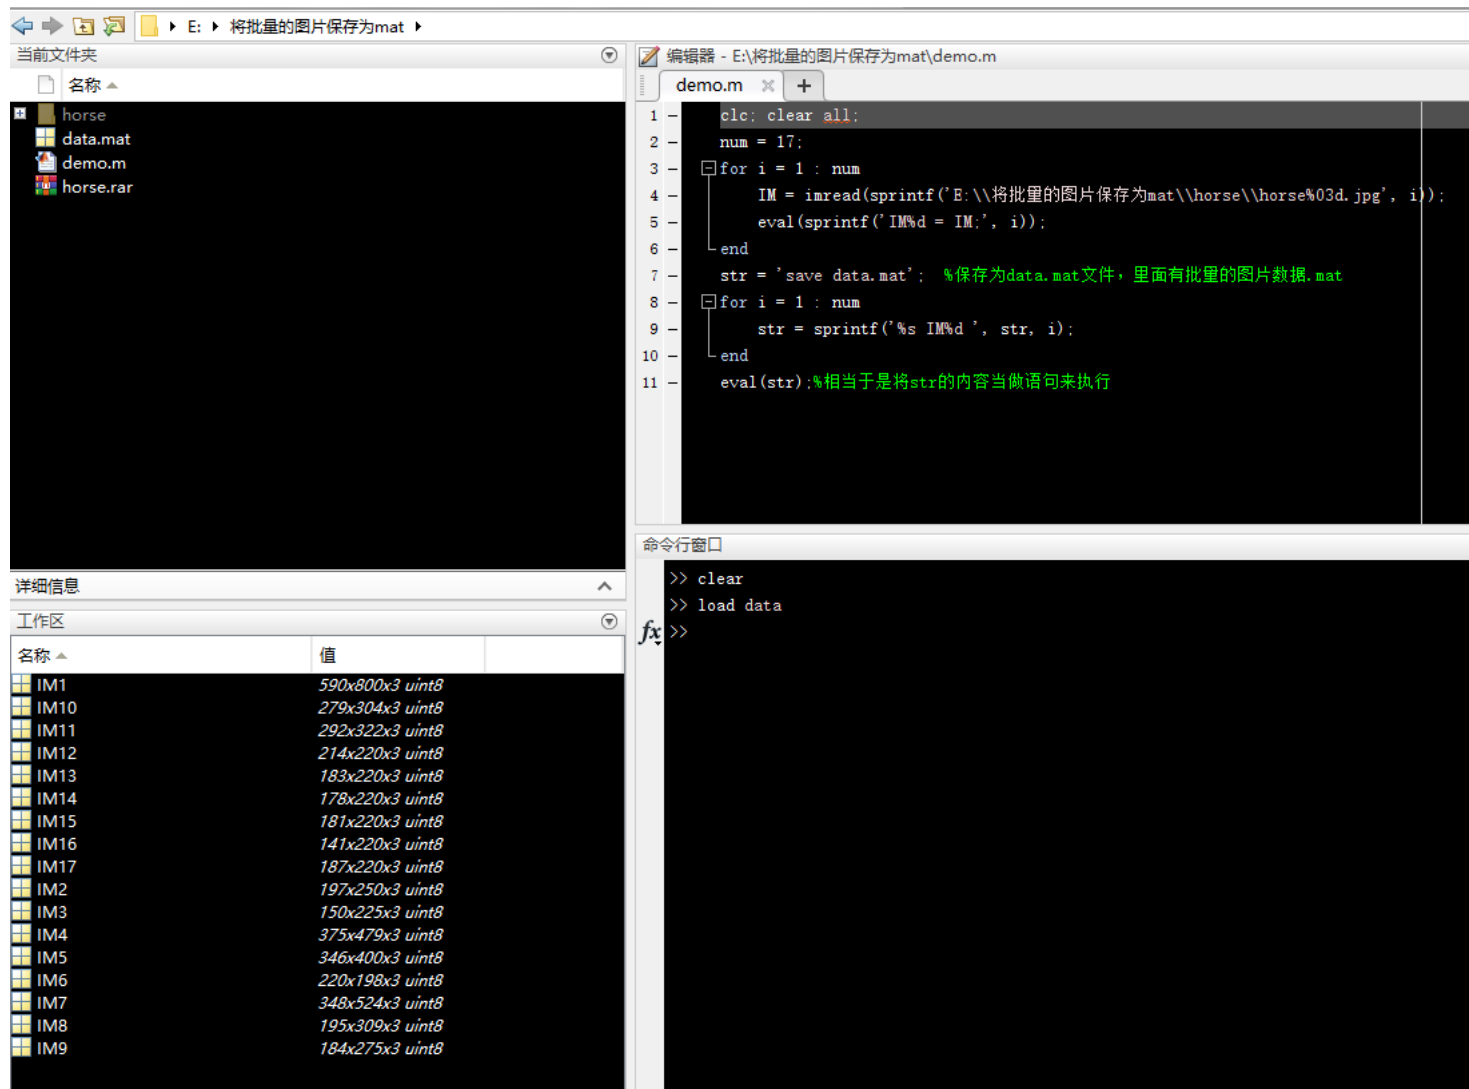 E: 将批量的图片保存为mat
当前文件夹
名称
horse
data.mat
demo.m
horse.rar
详细信息
工作区
名称 值
IM1 590x800x3 uint8
IM10 279x304x3 uint8
IM11 292x322x3 uint8
IM12 214x220x3 uint8
IM13 183x220x3 uint8
IM14 178x220x3 uint8
IM15 181x220x3 uint8
IM16 141x220x3 uint8
IM17 187x220x3 uint8
IM2 197x250x3 uint8
IM3 150x225x3 uint8
IM4 375x479x3 uint8
IM5 346x400x3 uint8
IM6 220x198x3 uint8
IM7 348x524x3 uint8
IM8 195x309x3 uint8
IM9 184x275x3 uint8
编辑器 - E:\将批量的图片保存为mat\demo.m
demo.m
1 clc; clear all;
2 num = 17;
3 for i = 1 : num
4 IM = imread(sprintf('E:\\将批量的图片保存为mat\\horse\\horse%03d.jpg', i));
5 eval(sprintf('IM%d = IM;', i));
6 end
7 str = 'save data.mat'; %保存为data.mat文件，里面有批量的图片数据.mat
8 for i = 1 : num
9 str = sprintf('%s IM%d ', str, i);
10 end
11 eval(str);%相当于是将str的内容当做语句来执行
命令行窗口
>> clear
>> load data
fx >>